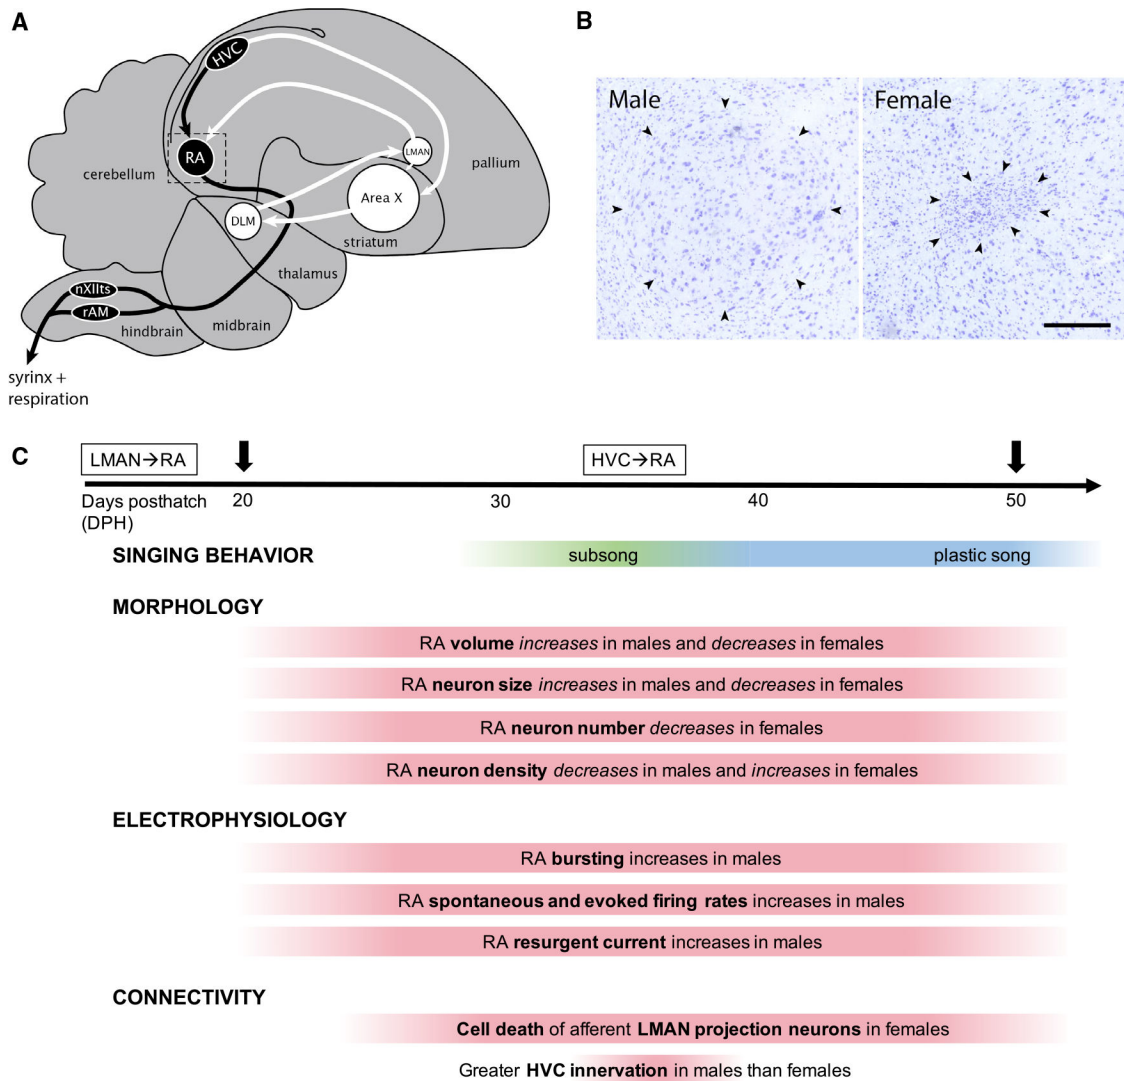 A
HVC
RA
LMAN
pallium
cerebellum
Area X
DLM
striatum
thalamus
nXIIts
rAM
hindbrain
midbrain
syrinx +
respiration
B
Male
Female
C
LMAN→RA
HVC→RA
Days posthatch
(DPH)
20
30
40
50
SINGING BEHAVIOR
subsong
plastic song
MORPHOLOGY
RA volume increases in males and decreases in females
RA neuron size increases in males and decreases in females
RA neuron number decreases in females
RA neuron density decreases in males and increases in females
ELECTROPHYSIOLOGY
RA bursting increases in males
RA spontaneous and evoked firing rates increases in males
RA resurgent current increases in males
CONNECTIVITY
Cell death of afferent LMAN projection neurons in females
Greater HVC innervation in males than females